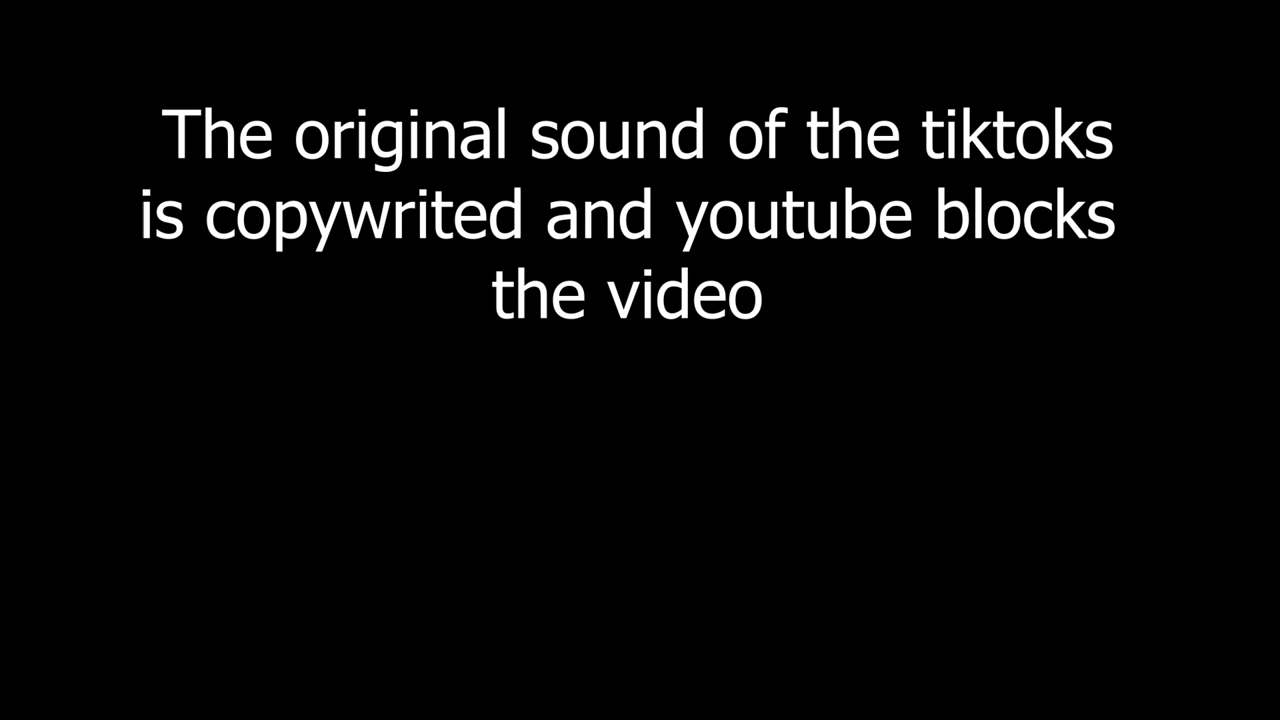 The original sound of the tiktoks
is copywrited and youtube blocks
the video